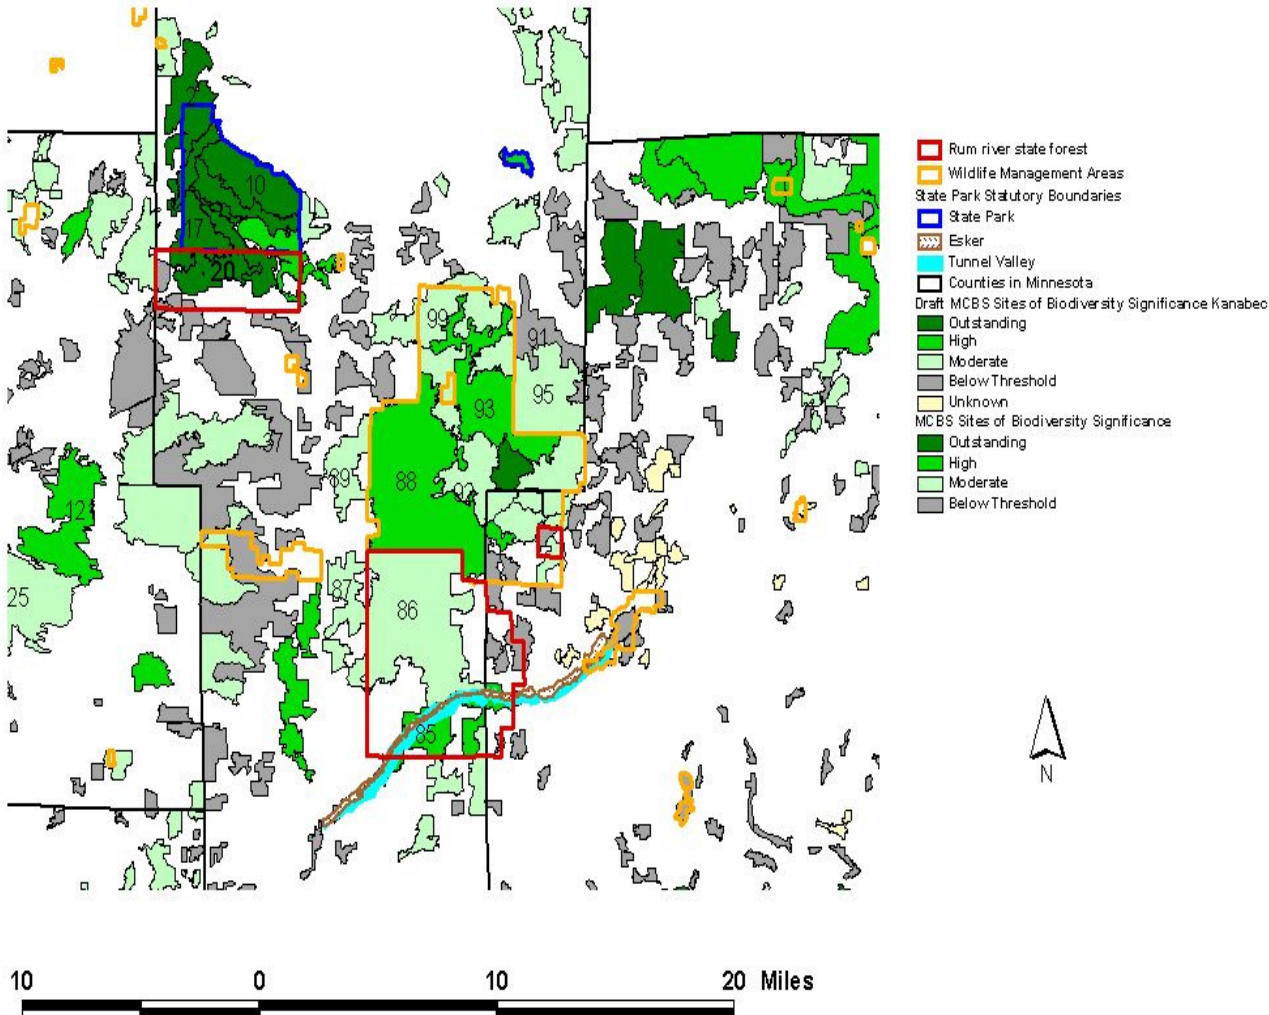 2
10
17
20
99
91
93
95
89
88
92
12
25
87
86
85
Rum river state forest
Wildlife Management Areas
State Park Statutory Boundaries
State Park
Esker
Tunnel Valley
Counties in Minnesota
Draft MCBS Sites of Biodiversity Significance Kanabec
Outstanding
High
Moderate
Below Threshold
Unknown
MCBS Sites of Biodiversity Significance
Outstanding
High
Moderate
Below Threshold
N
10 0 10 20 Miles